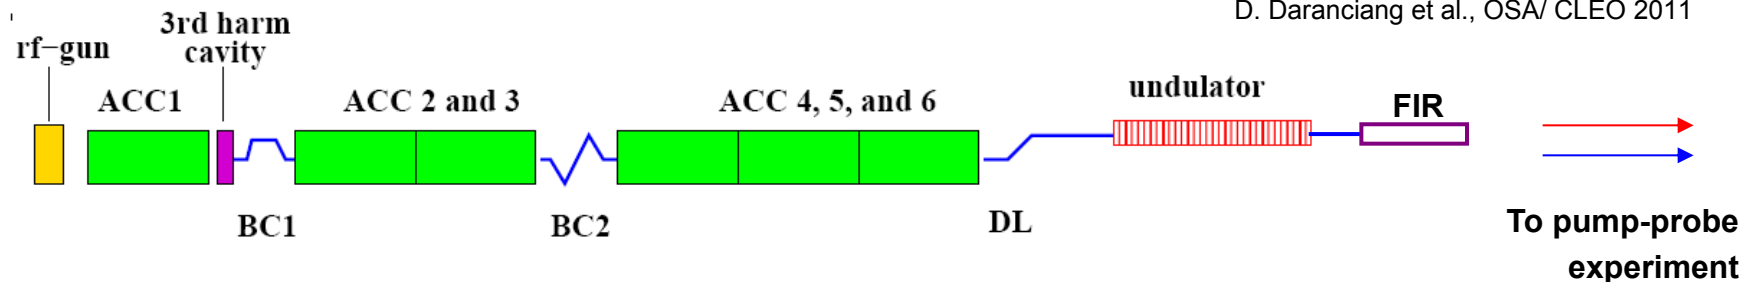 D. Daranciang et al., OSA/ CLEO 2011
3rd harm
cavity
rf-gun
ACC1
ACC 2 and 3
ACC 4, 5, and 6
undulator
FIR
BC1
BC2
DL
To pump-probe
experiment